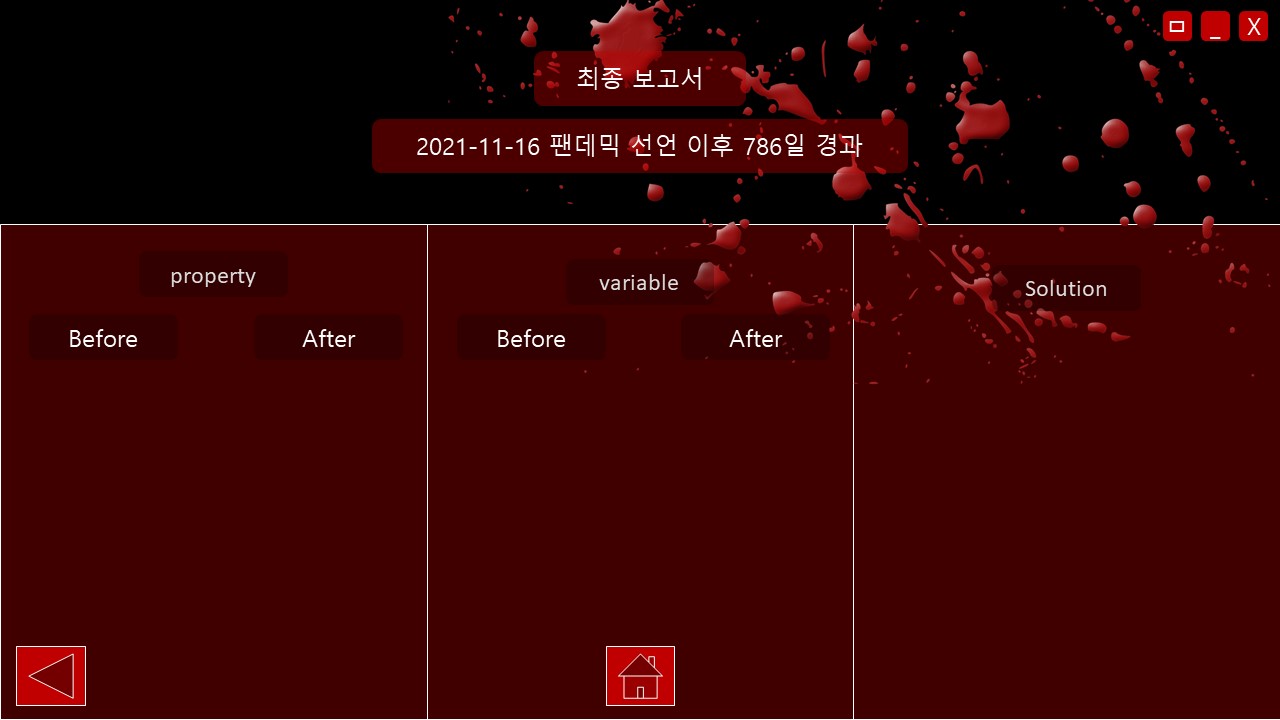 최종 보고서
2021-11-16 팬데믹 선언 이후 786일 경과
property
Before After
variable
Before After
Solution